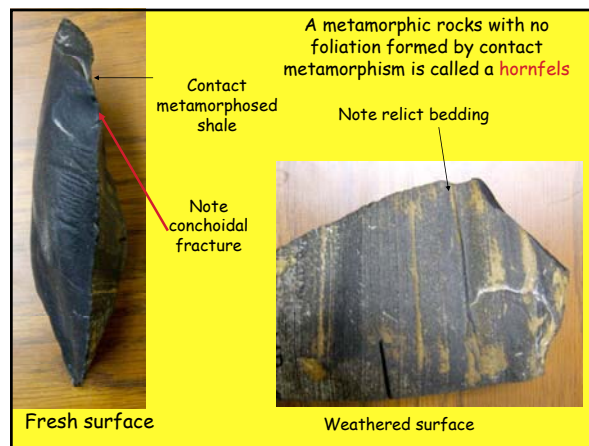 A metamorphic rocks with no
foliation formed by contact
metamorphism is called a hornfels
Contact
metamorphosed
shale
Note relict bedding
Note
conchoidal
fracture
Fresh surface
Weathered surface